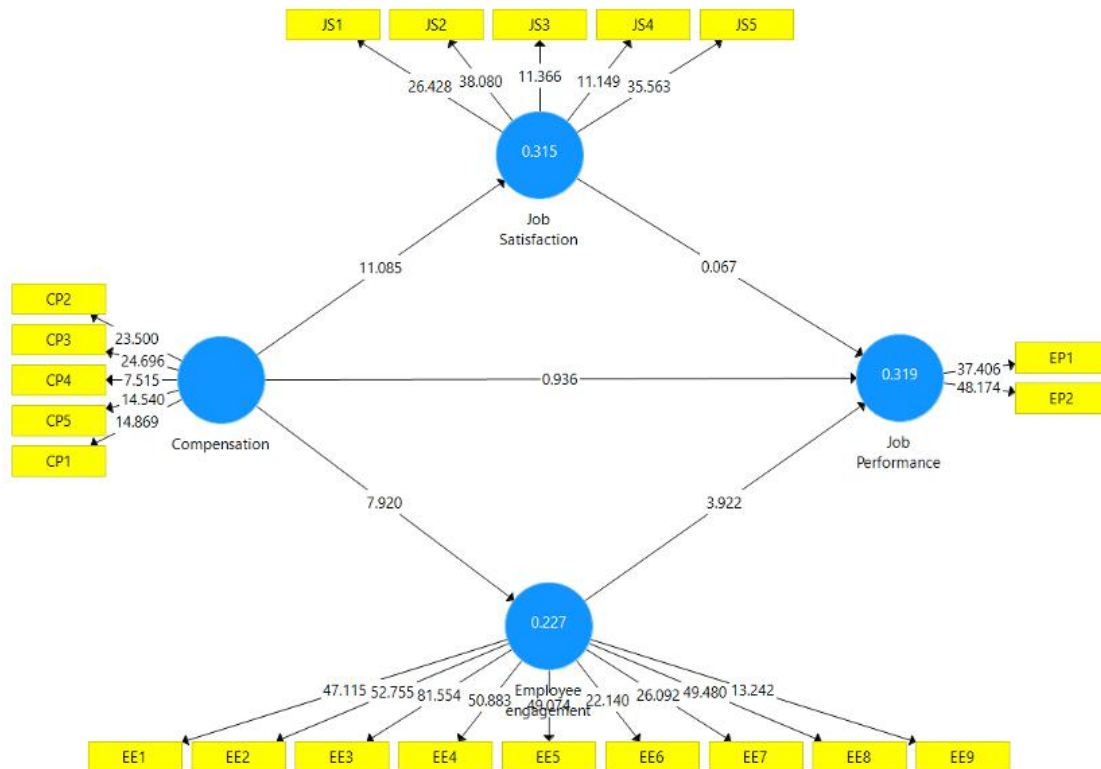 JS1 JS2 JS3 JS4 JS5
26.428 38.080 11.366 11.149 35.563
0.315
Job
Satisfaction
11.085 0.067
CP2
23.500
CP3
24.696
CP4
7.515
CP5
14.540
CP1
14.869
Compensation
0.936
0.319
Job
Performance
EP1
37.406
EP2
48.174
7.920 3.922
0.227
Employee
engagement
47.115 52.755 81.554 50.883 49.074 22.140 26.092 49.480 13.242
EE1 EE2 EE3 EE4 EE5 EE6 EE7 EE8 EE9